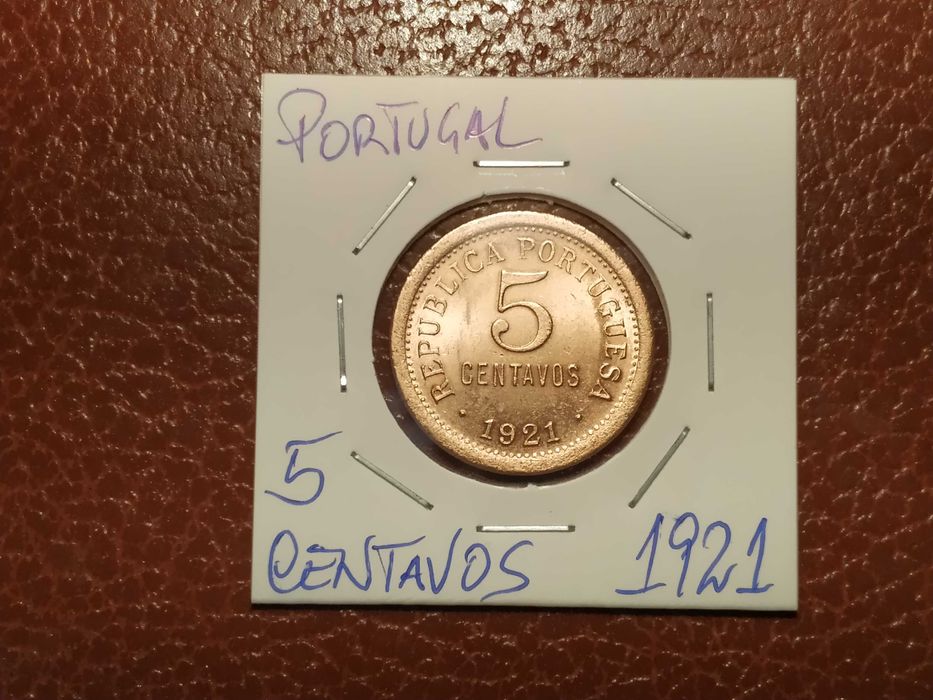 PORTUGAL
REPUBLICA PORTUGUESA
5
CENTAVOS
· 1921 ·
5
CENTAVOS 1921